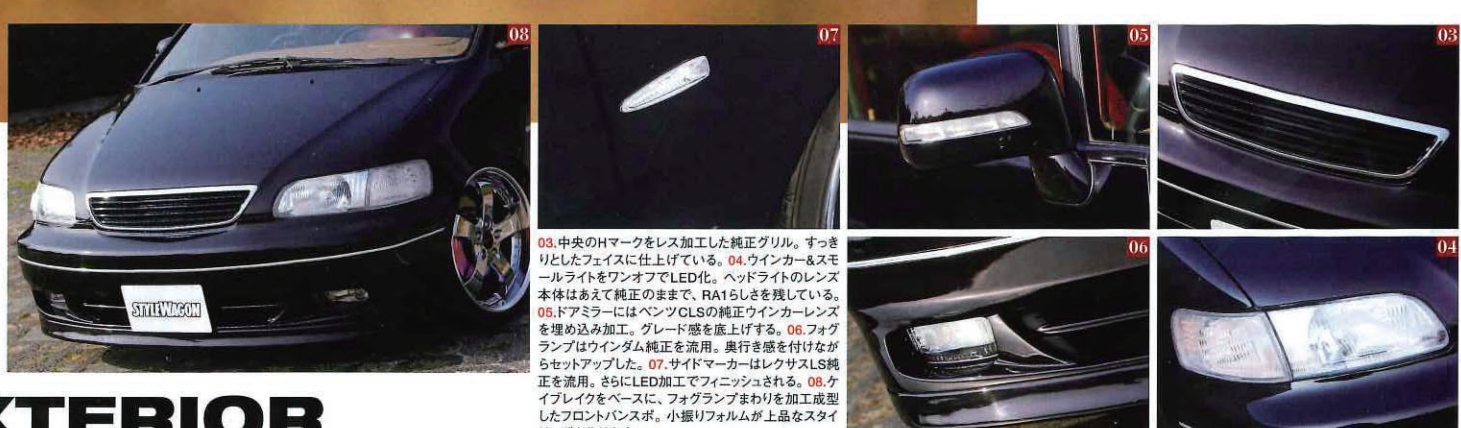 08
07
05
03
STYLEWAGON
03.中央のHマークをレス加工した純正グリル。すっき
りとしたフェイスに仕上げている。04.ウインカー&スモ
ールライトをワンオフでLED化。ヘッドライトのレンズ
本体はあえて純正のままで、RA1らしさを残している。
05.ドアミラーにはベンツCLSの純正ウインカーレンズ
を埋め込み加工。グレード感を底上げする。06.フォグ
ランプはウインダム純正を流用。奥行き感を付けなが
らセットアップした。07.サイドマーカーはレクサスLS純
正を流用。さらにLED加工でフィニッシュされる。08.ケ
イブレイクをベースに、フォグランプまわりを加工成型
したフロントバンスポ。小振りフォルムが上品なスタイ
06
04
XTERIOR